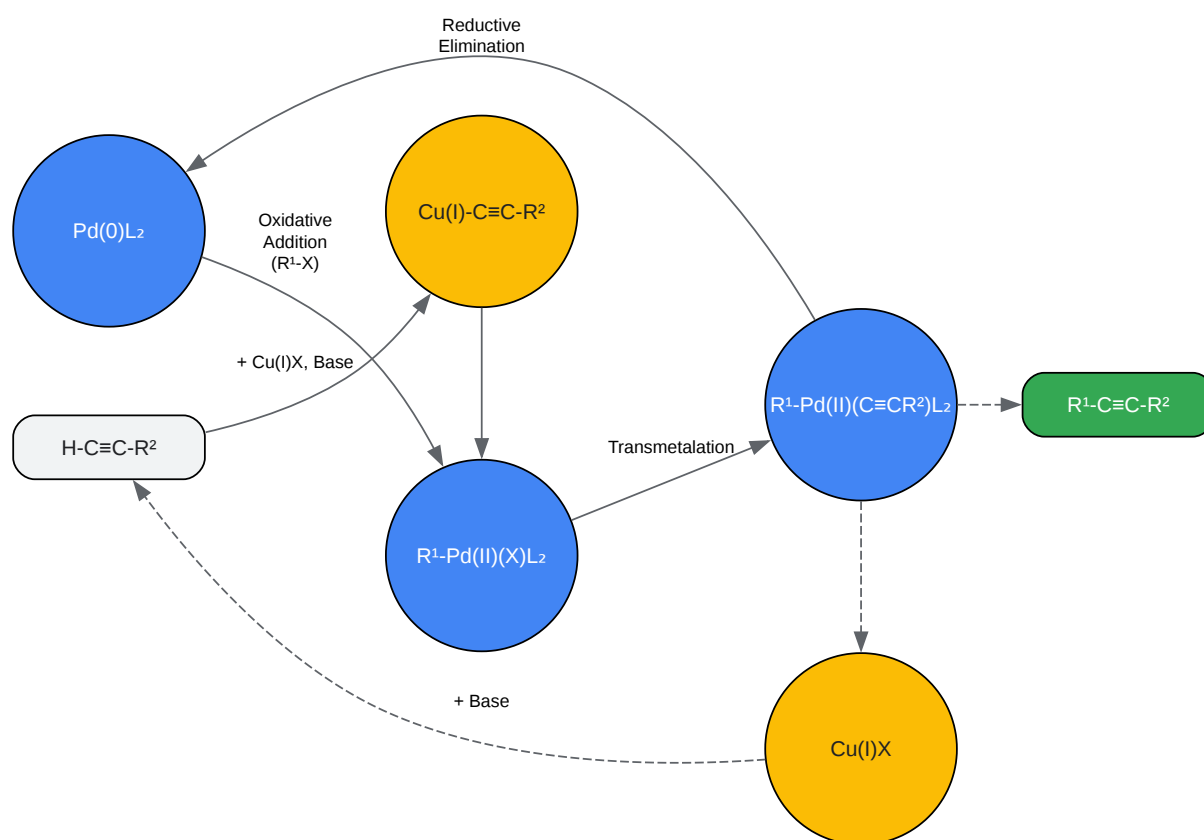 Reductive
Elimination
Cu(I)-C≡C-R²
Pd(0)L₂
Oxidative
Addition
(R¹-X)
+ Cu(I)X, Base
H-C≡C-R²
R¹-Pd(II)(C≡CR²)L₂
R¹-C≡C-R²
Transmetalation
R¹-Pd(II)(X)L₂
+ Base
Cu(I)X